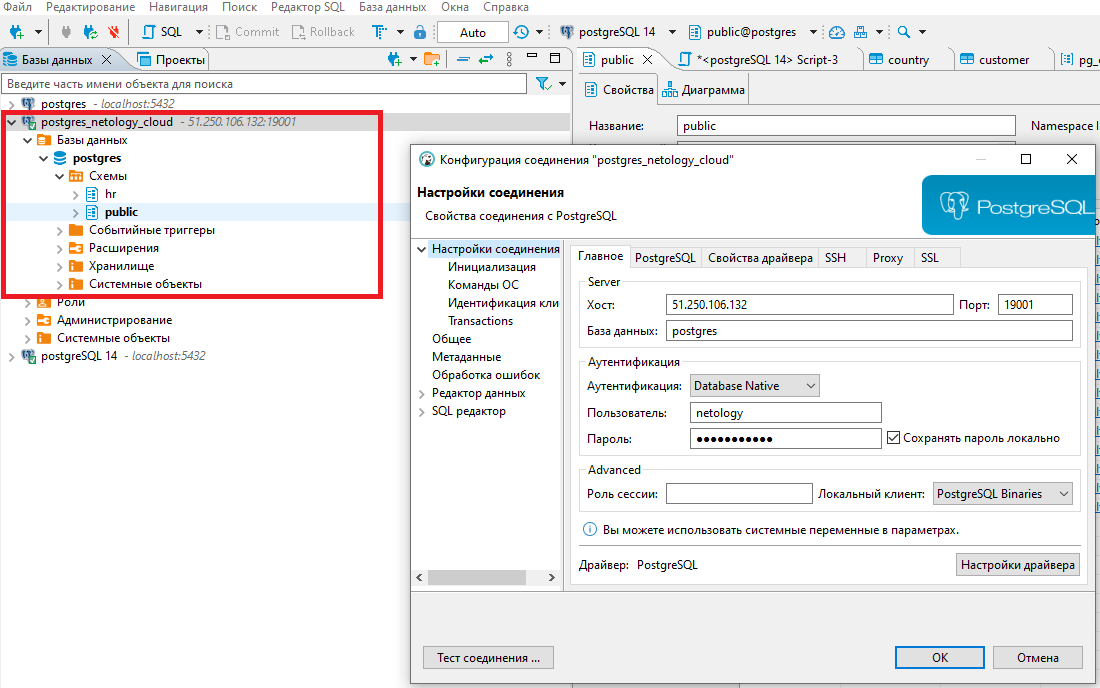 Файл Редактирование Навигация Поиск Редактор SQL База данных Окна Справка
SQL Commit Rollback Auto postgreSQL 14 public@postgres
Базы данных Проекты
public *<postgreSQL 14> Script-3 country customer pg_c
Введите часть имени объекта для поиска
Свойства Диаграмма
postgres - localhost:5432
postgres_netology_cloud - 51.250.106.132:19001
Базы данных
postgres
Схемы
hr
public
Событийные триггеры
Расширения
Хранилище
Системные объекты
Роли
Администрирование
Системные объекты
postgreSQL 14 - localhost:5432
Название: public Namespace I
Конфигурация соединения "postgres_netology_cloud"
Настройки соединения
Свойства соединения с PostgreSQL
PostgreSQL
Настройки соединения
Инициализация
Команды ОС
Идентификация кли
Transactions
Общее
Метаданные
Обработка ошибок
Редактор данных
SQL редактор
Главное PostgreSQL Свойства драйвера SSH Proxy SSL
Server
Хост: 51.250.106.132 Порт: 19001
База данных: postgres
Аутентификация
Аутентификация: Database Native
Пользователь: netology
Пароль: ●●●●●●●●●●● Сохранять пароль локально
Advanced
Роль сессии: Локальный клиент: PostgreSQL Binaries
Вы можете использовать системные переменные в параметрах.
Драйвер: PostgreSQL Настройки драйвера
Тест соединения ... OK Отмена